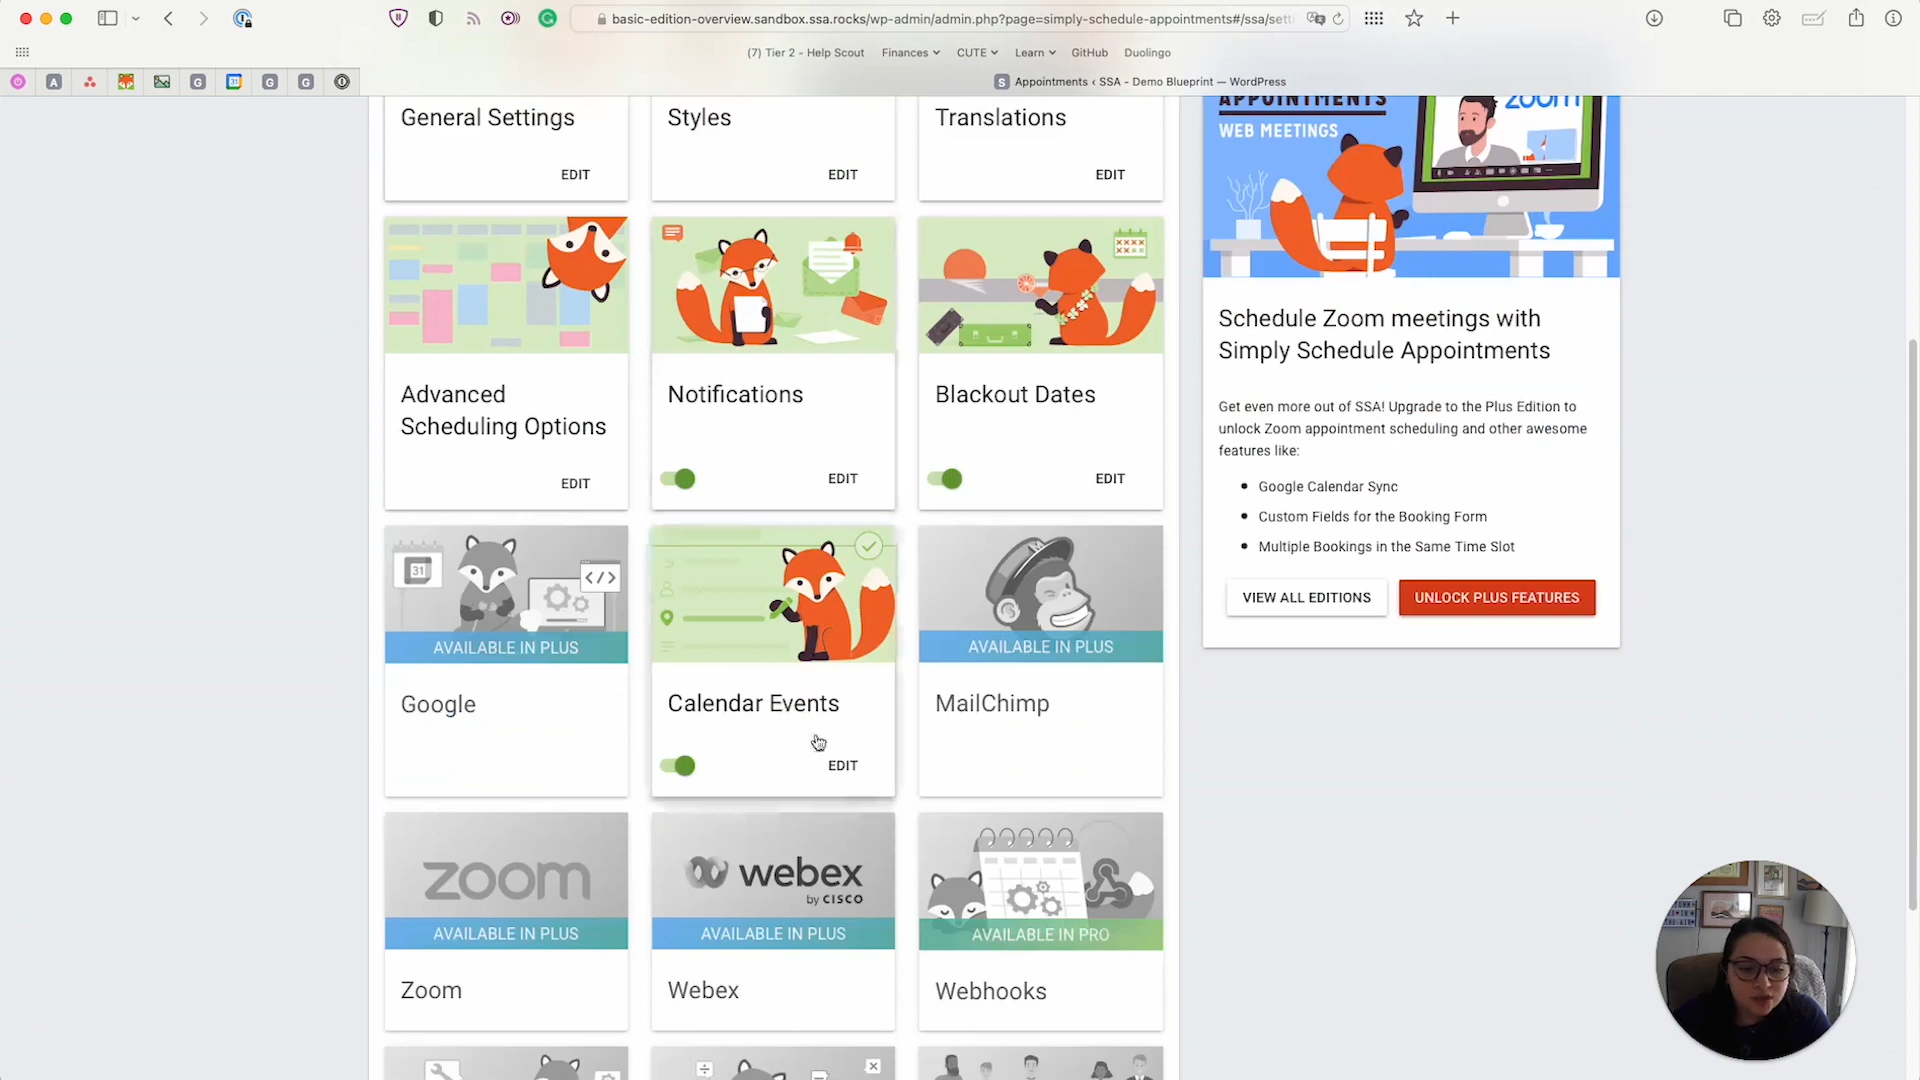 basic-edition-overview.sandbox.ssa.rocks/wp-admin/admin.php?page=simply-schedule-appointments#/ssa/setti
(7) Tier 2 - Help Scout
Finances
CUTE
Learn
GitHub
Duolingo
A
G
31
G
G
S
Appointments ‹ SSA - Demo Blueprint — WordPress
General Settings
EDIT
Styles
EDIT
Translations
EDIT
APPOINTMENTS
WEB MEETINGS
zoom
Advanced
Scheduling Options
EDIT
Notifications
EDIT
Blackout Dates
EDIT
Schedule Zoom meetings with
Simply Schedule Appointments
Get even more out of SSA! Upgrade to the Plus Edition to
unlock Zoom appointment scheduling and other awesome
features like:
Google Calendar Sync
Custom Fields for the Booking Form
Multiple Bookings in the Same Time Slot
VIEW ALL EDITIONS
UNLOCK PLUS FEATURES
31
</>
AVAILABLE IN PLUS
Google
Calendar Events
EDIT
AVAILABLE IN PLUS
MailChimp
zoom
AVAILABLE IN PLUS
Zoom
webex
by CISCO
AVAILABLE IN PLUS
Webex
AVAILABLE IN PRO
Webhooks